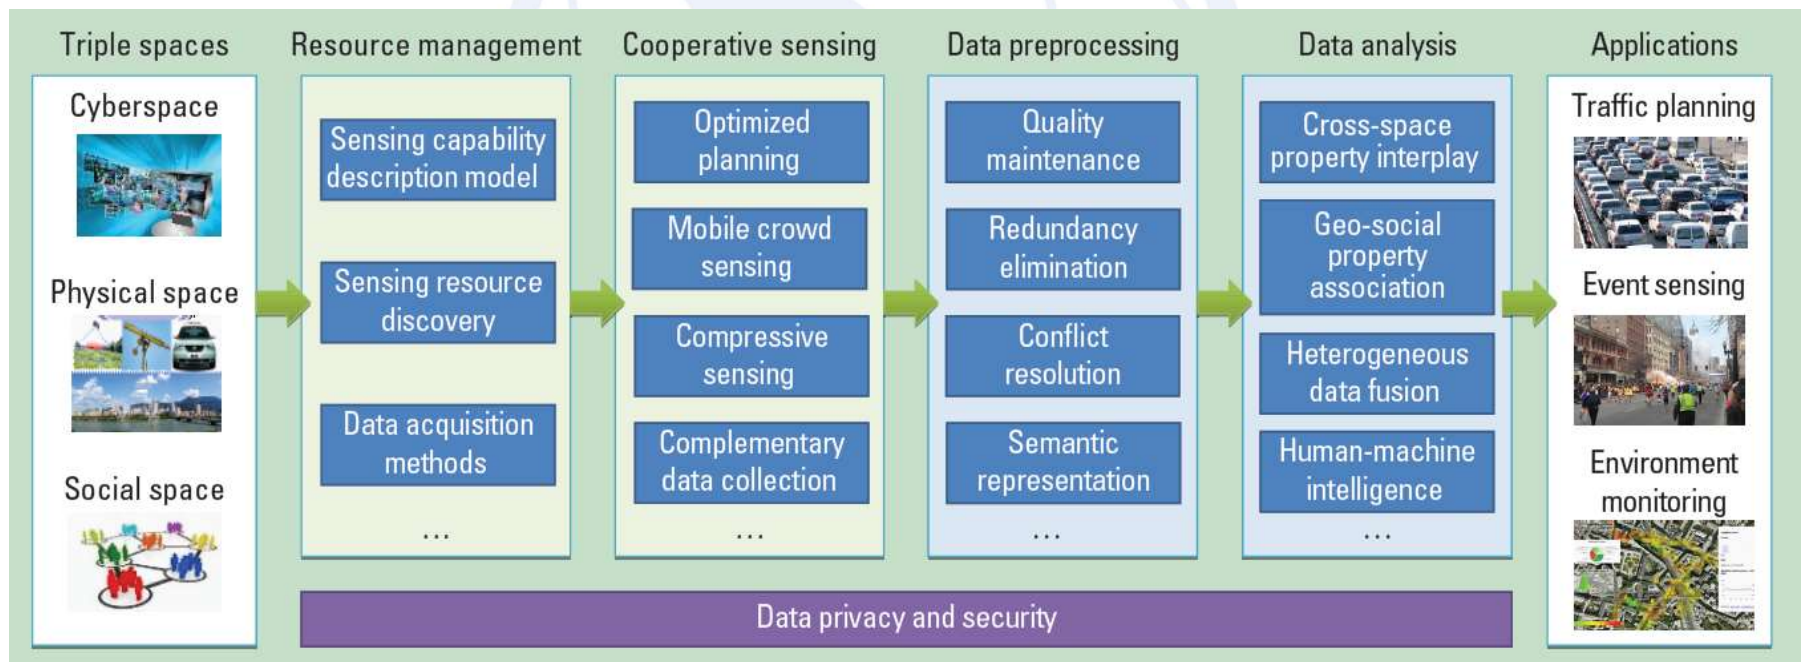 Triple spaces
Cyberspace
Physical space
Social space
Resource management
Sensing capability
description model
Sensing resource
discovery
Data acquisition
methods
...
Cooperative sensing
Optimized
planning
Mobile crowd
sensing
Compressive
sensing
Complementary
data collection
...
Data preprocessing
Quality
maintenance
Redundancy
elimination
Conflict
resolution
Semantic
representation
...
Data analysis
Cross-space
property interplay
Geo-social
property
association
Heterogeneous
data fusion
Human-machine
intelligence
...
Applications
Traffic planning
Event sensing
Environment
monitoring
Data privacy and security